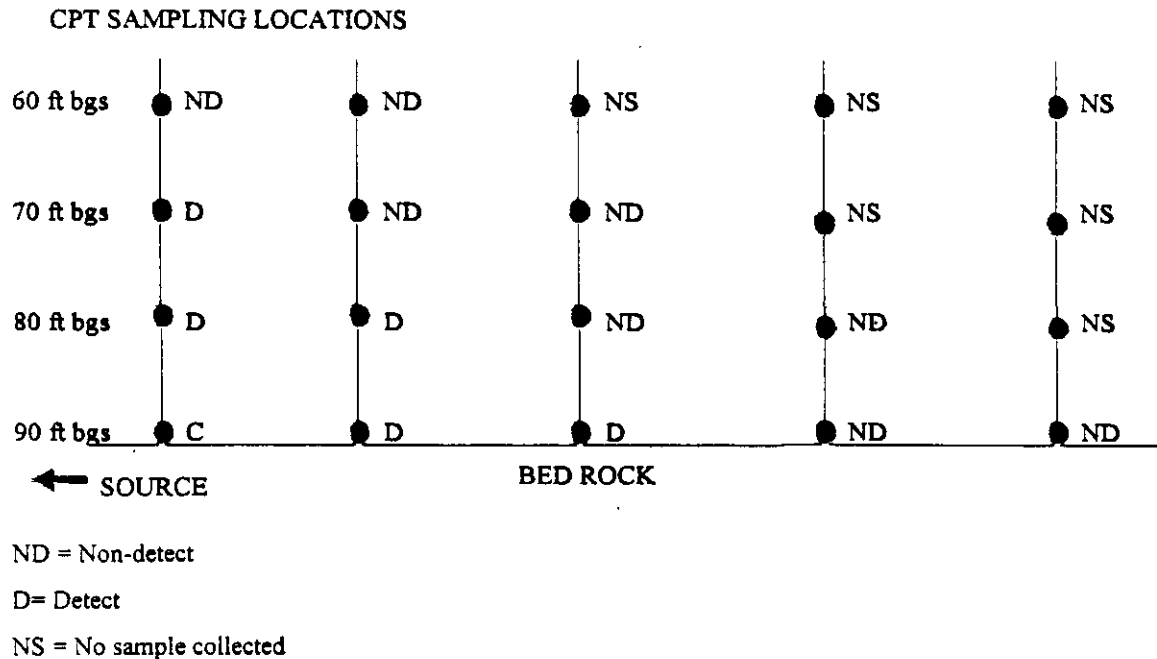 CPT SAMPLING LOCATIONS
60 ft bgs ND ND NS NS NS
70 ft bgs D ND ND NS NS
80 ft bgs D D ND ND NS
90 ft bgs C D D ND ND
SOURCE BED ROCK
ND = Non-detect
D= Detect
NS = No sample collected